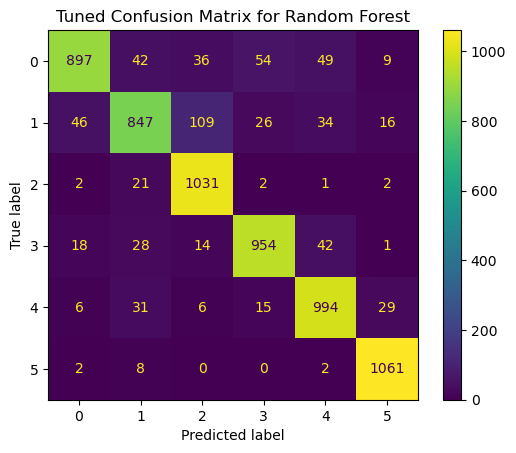 Tuned Confusion Matrix for Random Forest
0 897 42 36 54 49 9
1 46 847 109 26 34 16
2 2 21 1031 2 1 2
3 18 28 14 954 42 1
4 6 31 6 15 994 29
5 2 8 0 0 2 1061
0 1 2 3 4 5
Predicted label
True label
1000
800
600
400
200
0